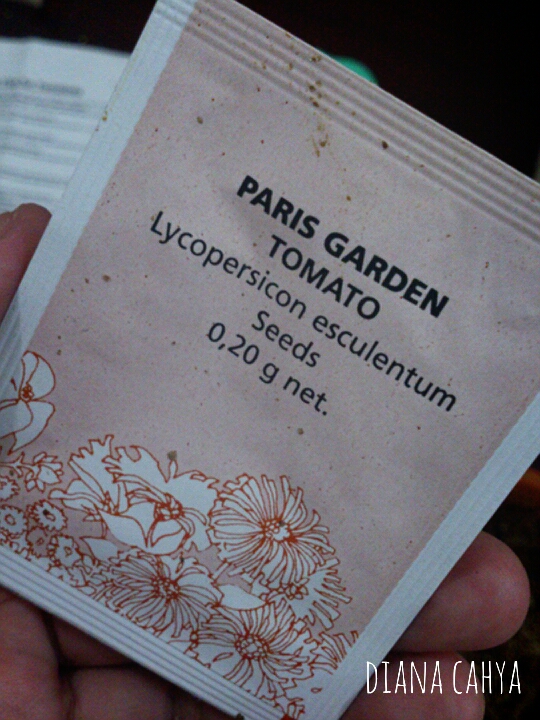 PARIS GARDEN
TOMATO
Lycopersicon esculentum
Seeds
0,20 g net.
DIANA CAHYA